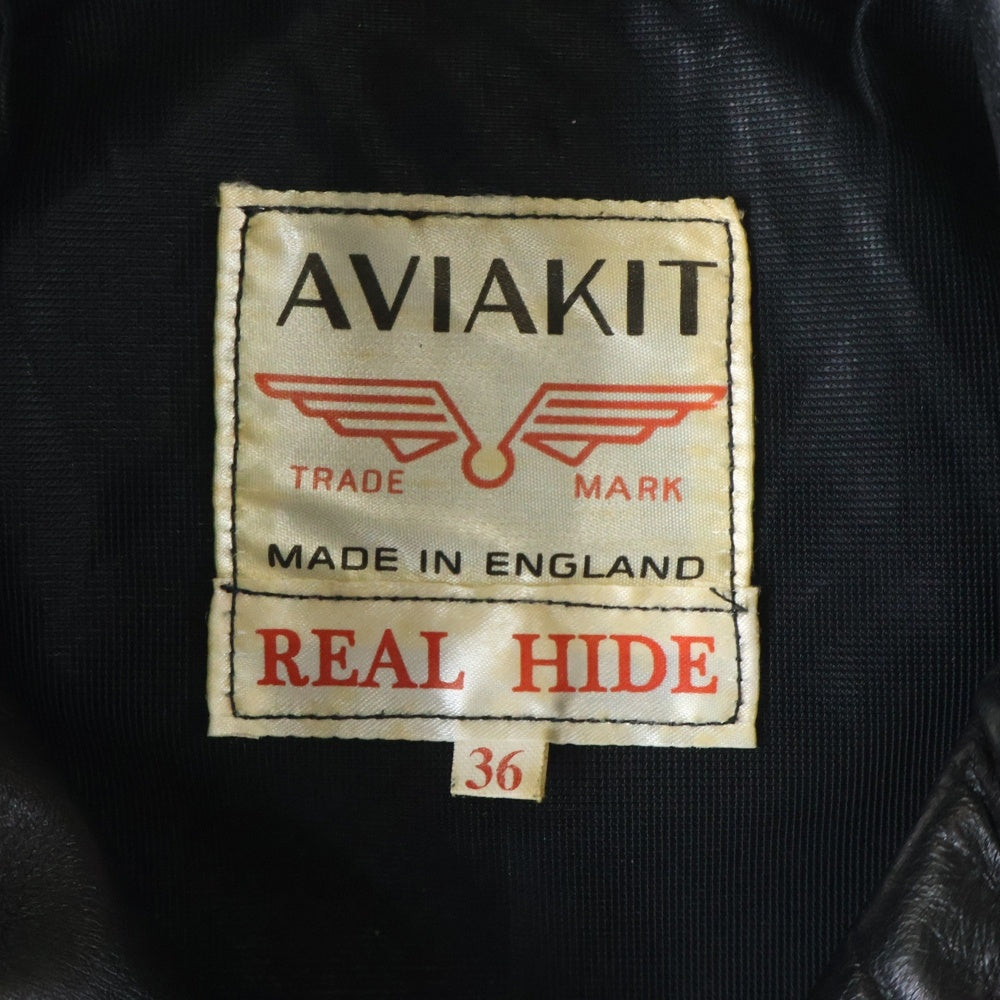 AVIAKIT
TRADE MARK
MADE IN ENGLAND
REAL HIDE
36